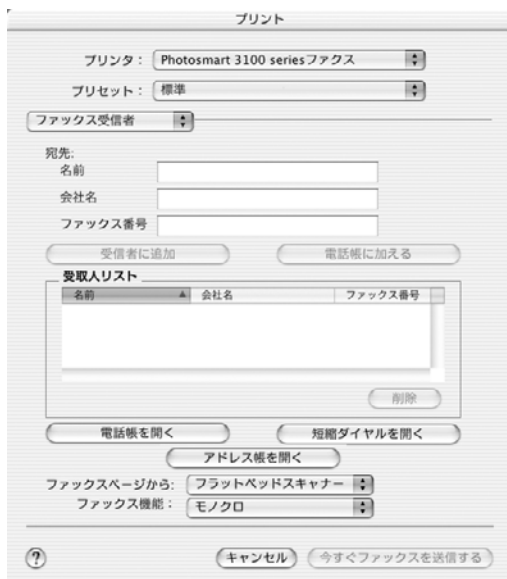 プリント
プリンタ： Photosmart 3100 seriesファクス
プリセット： 標準
ファックス受信者
宛先:
名前
会社名
ファックス番号
受信者に追加 電話帳に加える
受取人リスト
名前 会社名 ファックス番号
削除
電話帳を開く 短縮ダイヤルを開く
アドレス帳を開く
ファックスページから: フラットベッドスキャナー
ファックス機能： モノクロ
? キャンセル 今すぐファックスを送信する